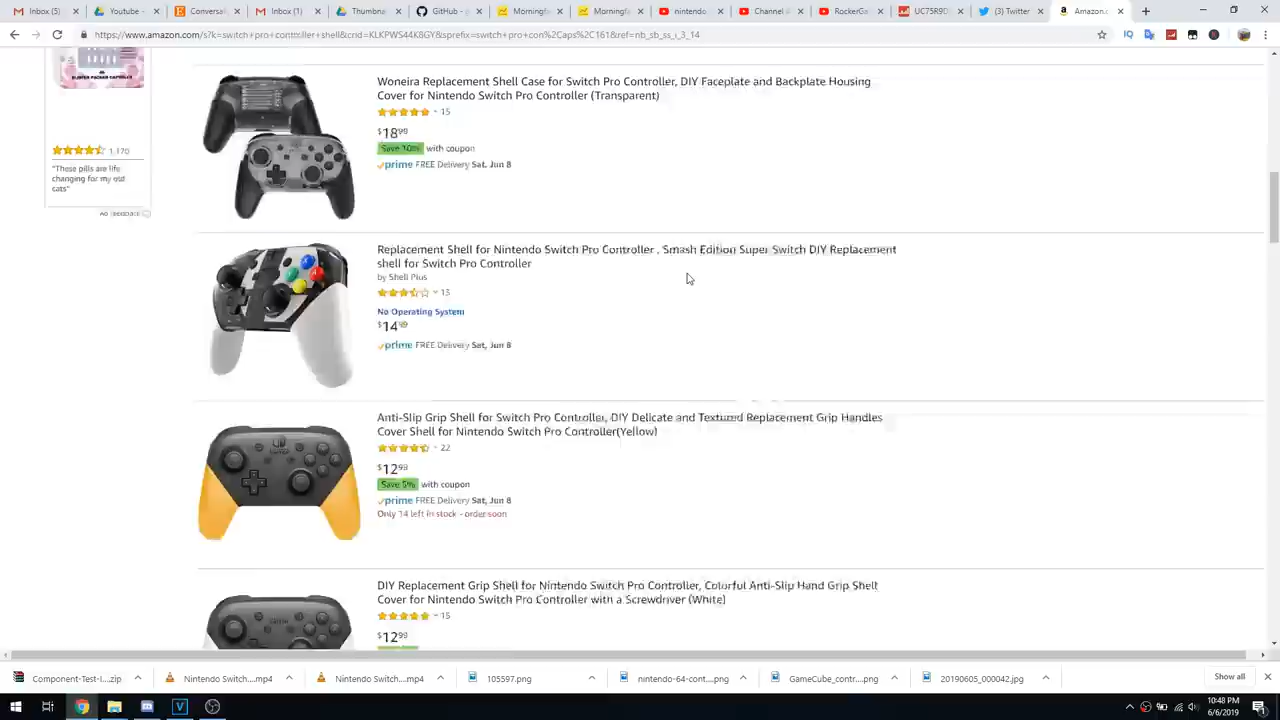 Inbox (5)
Youtube -
Conversat
Inbox (1)
Thumbna
GitHub -
Morningf
Morningf
nintendo
Channel
RockerGa
UC75R9D
(3) Twitter
Amazon.c
https://www.amazon.com/s?k=switch+pro+controller+shell&crid=KLKPWS44K8GY&sprefix=switch+pro+con%2Caps%2C161&ref=nb_sb_ss_i_3_14
1,170
"These pills are life
changing for my old
cats"
Ad feedback
Woneira Replacement Shell Case for Switch Pro Controller, DIY Faceplate and Backplate Housing
Cover for Nintendo Switch Pro Controller (Transparent)
15
$18.99
Save 10% with coupon
prime FREE Delivery Sat, Jun 8
Replacement Shell for Nintendo Switch Pro Controller , Smash Edition Super Switch DIY Replacement
shell for Switch Pro Controller
by Shell Plus
13
No Operating System
$14.99
prime FREE Delivery Sat, Jun 8
Anti-Slip Grip Shell for Switch Pro Controller, DIY Delicate and Textured Replacement Grip Handles
Cover Shell for Nintendo Switch Pro Controller(Yellow)
22
$12.99
Save 5% with coupon
prime FREE Delivery Sat, Jun 8
Only 14 left in stock - order soon
DIY Replacement Grip Shell for Nintendo Switch Pro Controller, Colorful Anti-Slip Hand Grip Shell
Cover for Nintendo Switch Pro Controller with a Screwdriver (White)
15
$12.99
Component-Test-I....zip
Nintendo Switch....mp4
Nintendo Switch....mp4
105597.png
nintendo-64-cont....png
GameCube_contr....png
20190605_000042.jpg
Show all
10:48 PM
6/6/2019